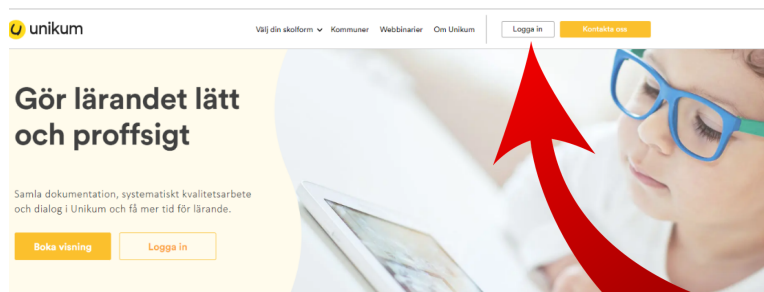 unikum
Välj din skolform Kommuner Webbinarier Om Unikum Logga in Kontakta oss
Gör lärandet lätt
och proffsigt
Samla dokumentation, systematiskt kvalitetsarbete
och dialog i Unikum och få mer tid för lärande.
Boka visning Logga in